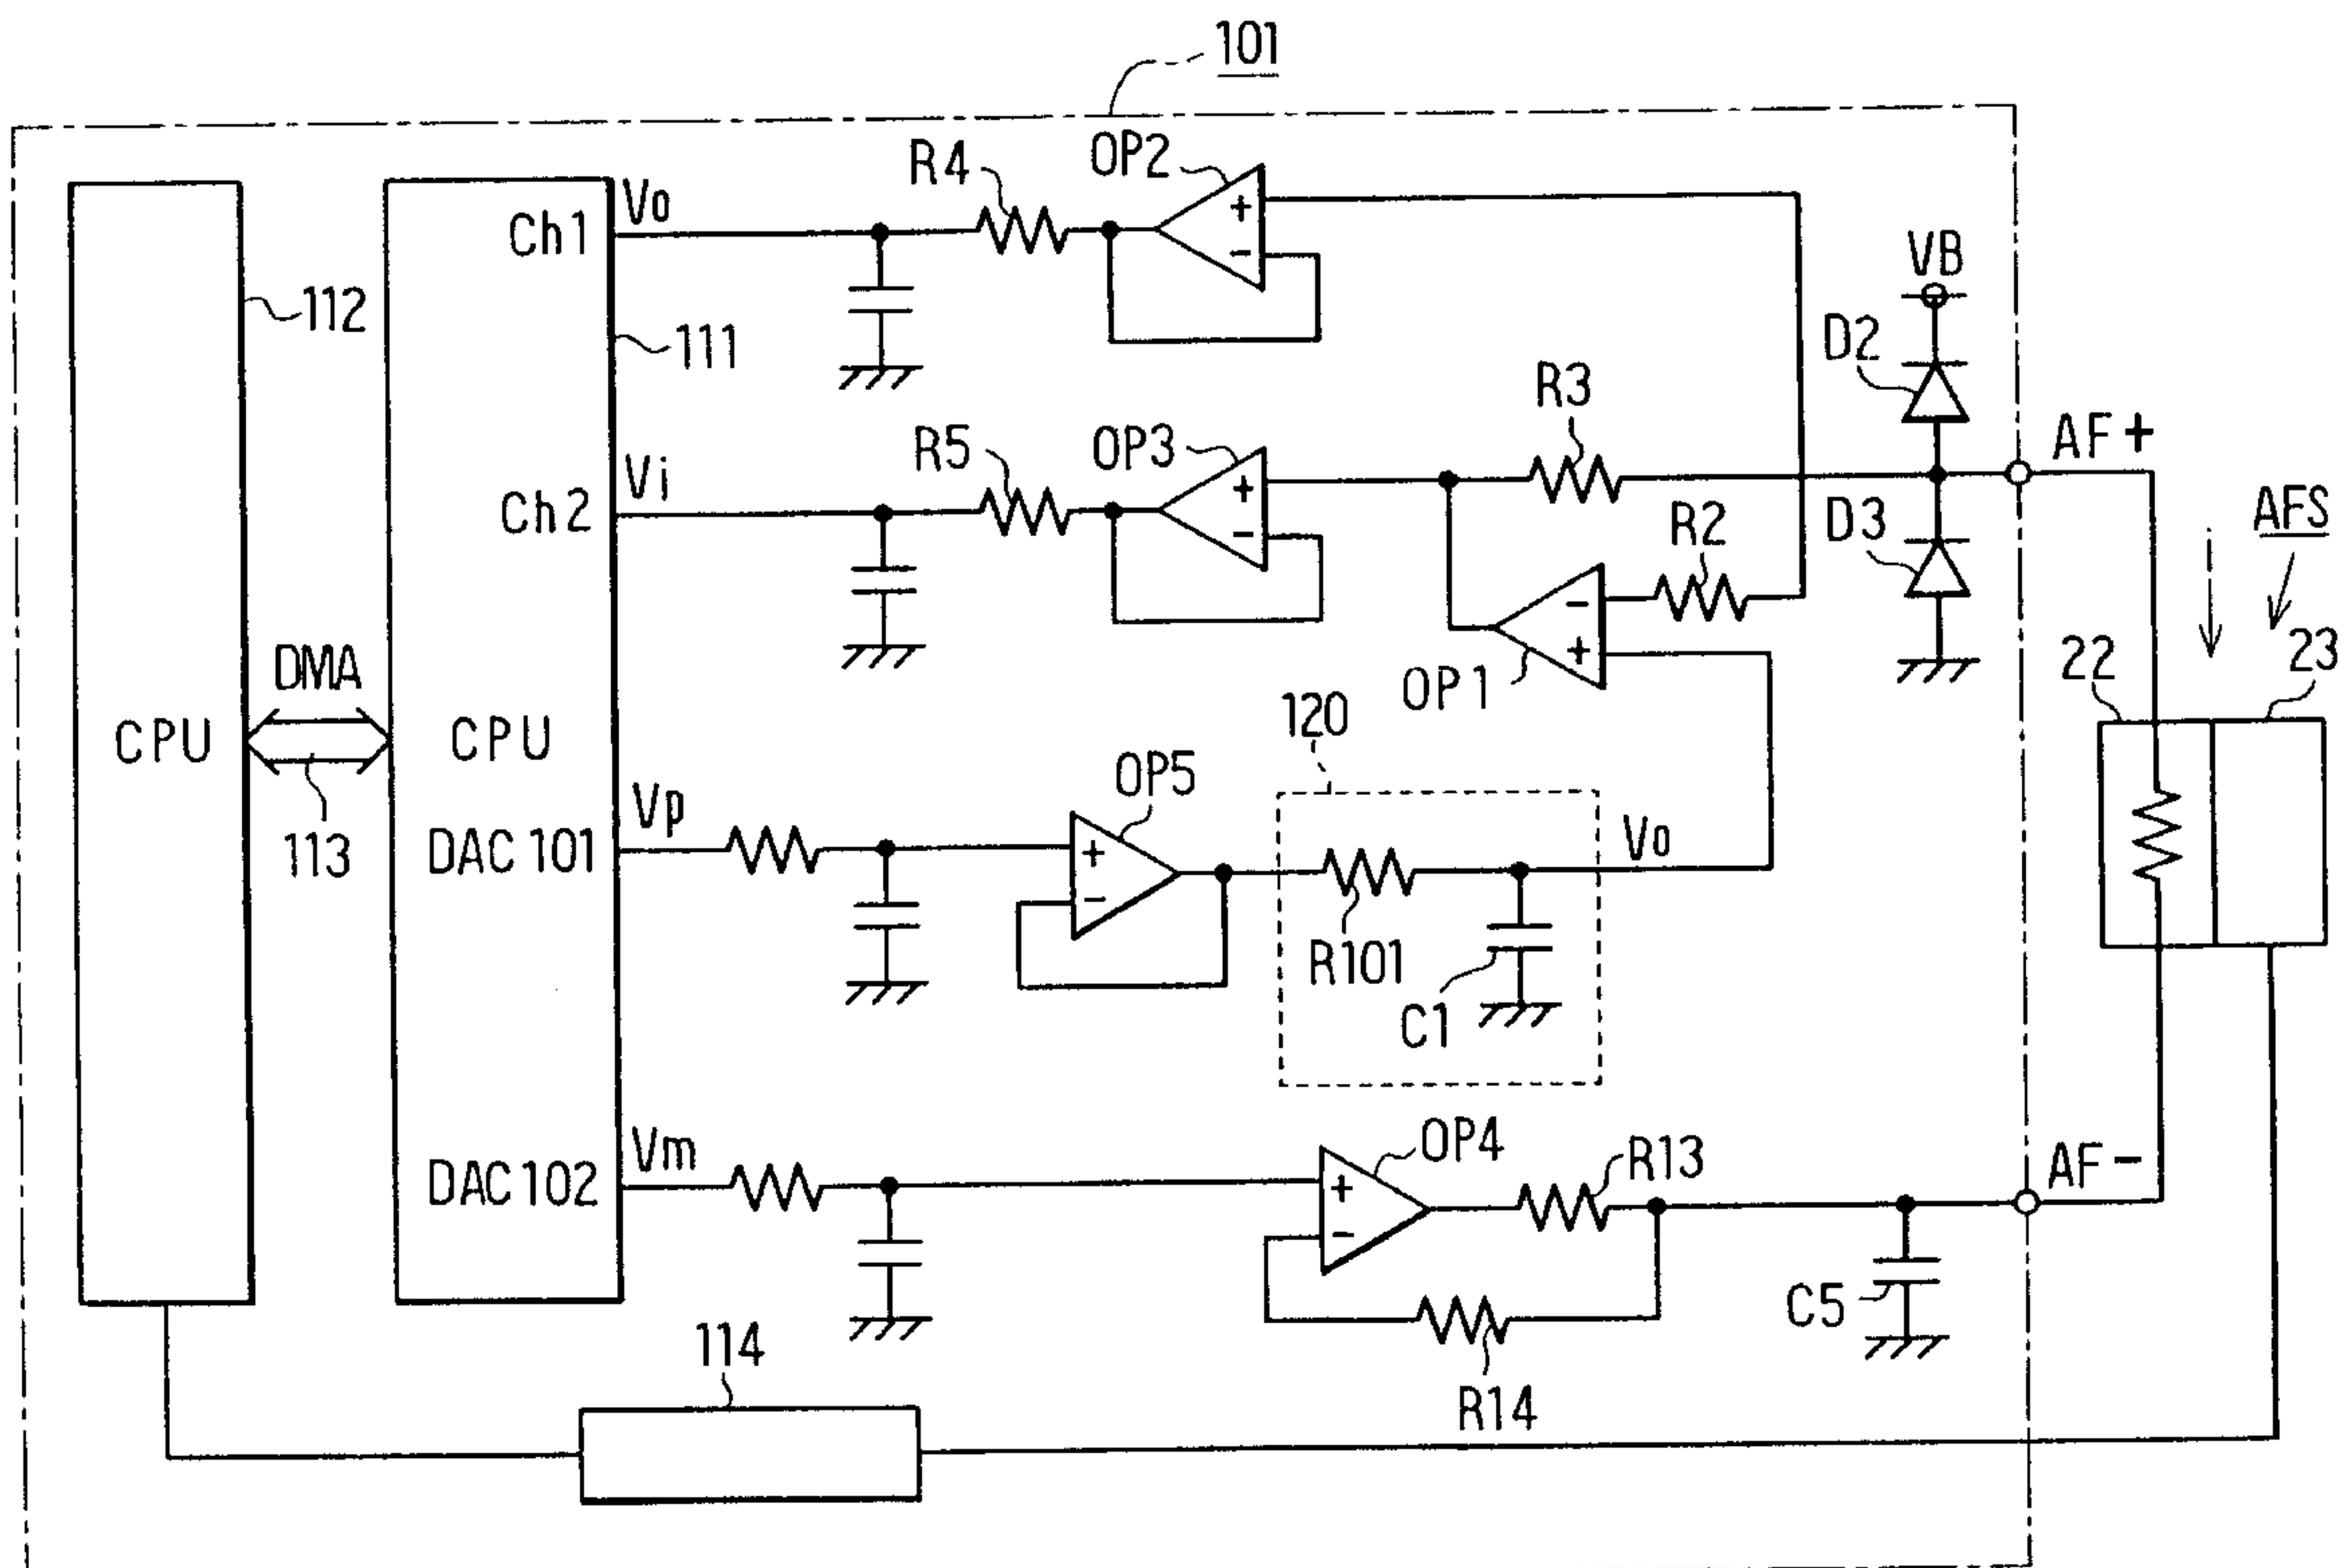 101
R4
OP2
Vo
Ch1
112
111
VB
D2
R3
AF+
R5
OP3
Vi
Ch2
R2
D3
AFS
i
+
-
+
-
-
+
OP1
22
23
DMA
CPU
CPU
113
120
OP5
Vp
DAC 101
+
-
Vo
R101
C1
Vm
DAC 102
OP4
+
-
R13
AF-
C5
R14
114